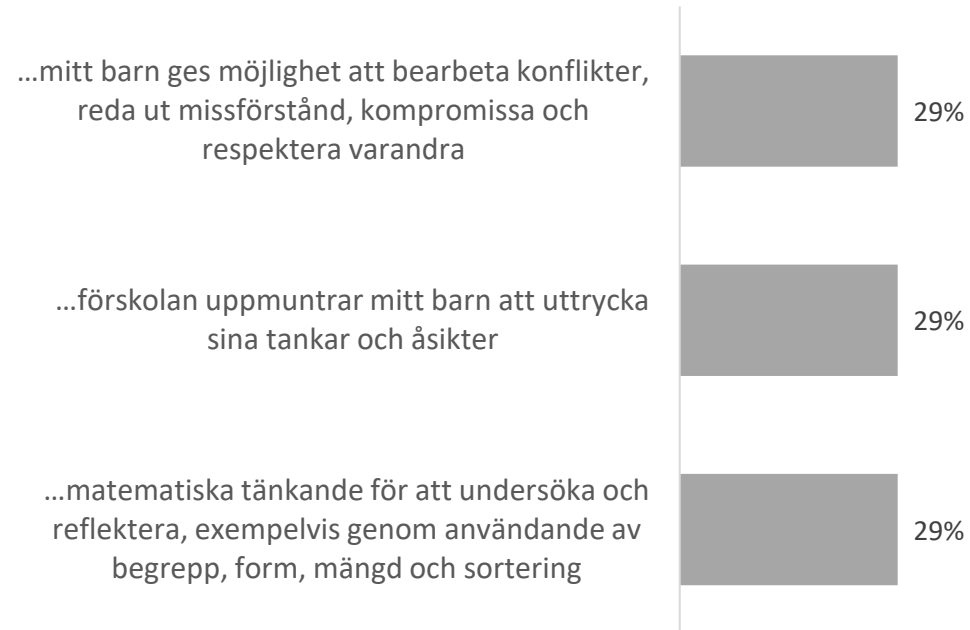 …mitt barn ges möjlighet att bearbeta konflikter,
reda ut missförstånd, kompromissa och
respektera varandra
29%
…förskolan uppmuntrar mitt barn att uttrycka
sina tankar och åsikter
29%
…matematiska tänkande för att undersöka och
reflektera, exempelvis genom användande av
begrepp, form, mängd och sortering
29%